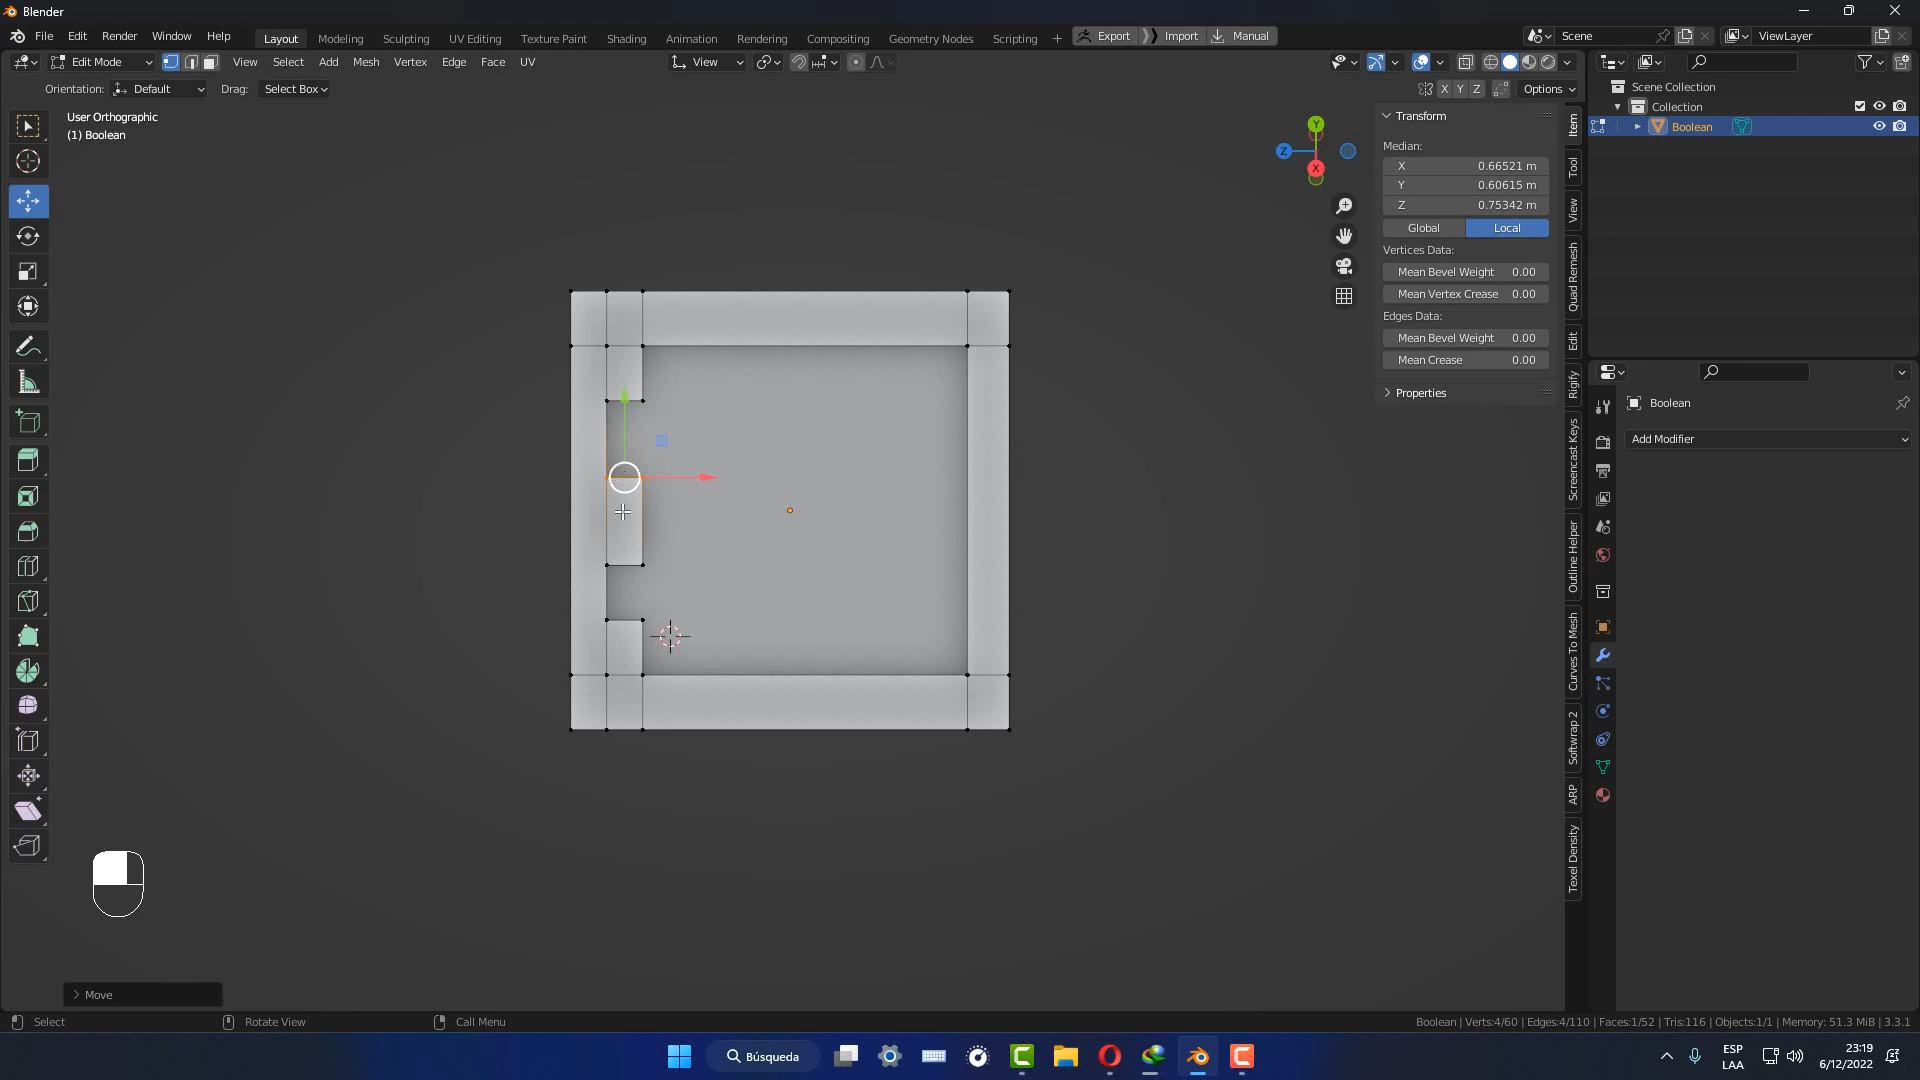 Blender
File Edit Render Window Help Layout Modeling Sculpting UV Editing Texture Paint Shading Animation Rendering Compositing Geometry Nodes Scripting + Export Import Manual Scene ViewLayer
Edit Mode View Select Add Mesh Vertex Edge Face UV View
Orientation: Default Drag: Select Box X Y Z Options
User Orthographic
(1) Boolean
Y
Z
X
Transform
Median:
X 0.66521 m
Y 0.60615 m
Z 0.75342 m
Global Local
Vertices Data:
Mean Bevel Weight 0.00
Mean Vertex Crease 0.00
Edges Data:
Mean Bevel Weight 0.00
Mean Crease 0.00
Properties
Item
Tool
View
Quad Remesh
Edit
Rigify
Screencast Keys
Outline Helper
Curves To Mesh
Softwrap 2
ARP
Texel Density
Scene Collection
Collection
Boolean
Boolean
Add Modifier
Move
Select Rotate View Call Menu Boolean | Verts:4/60 | Edges:4/110 | Faces:1/52 | Tris:116 | Objects:1/1 | Memory: 51.3 MiB | 3.3.1
Búsqueda
ESP
LAA
23:19
6/12/2022